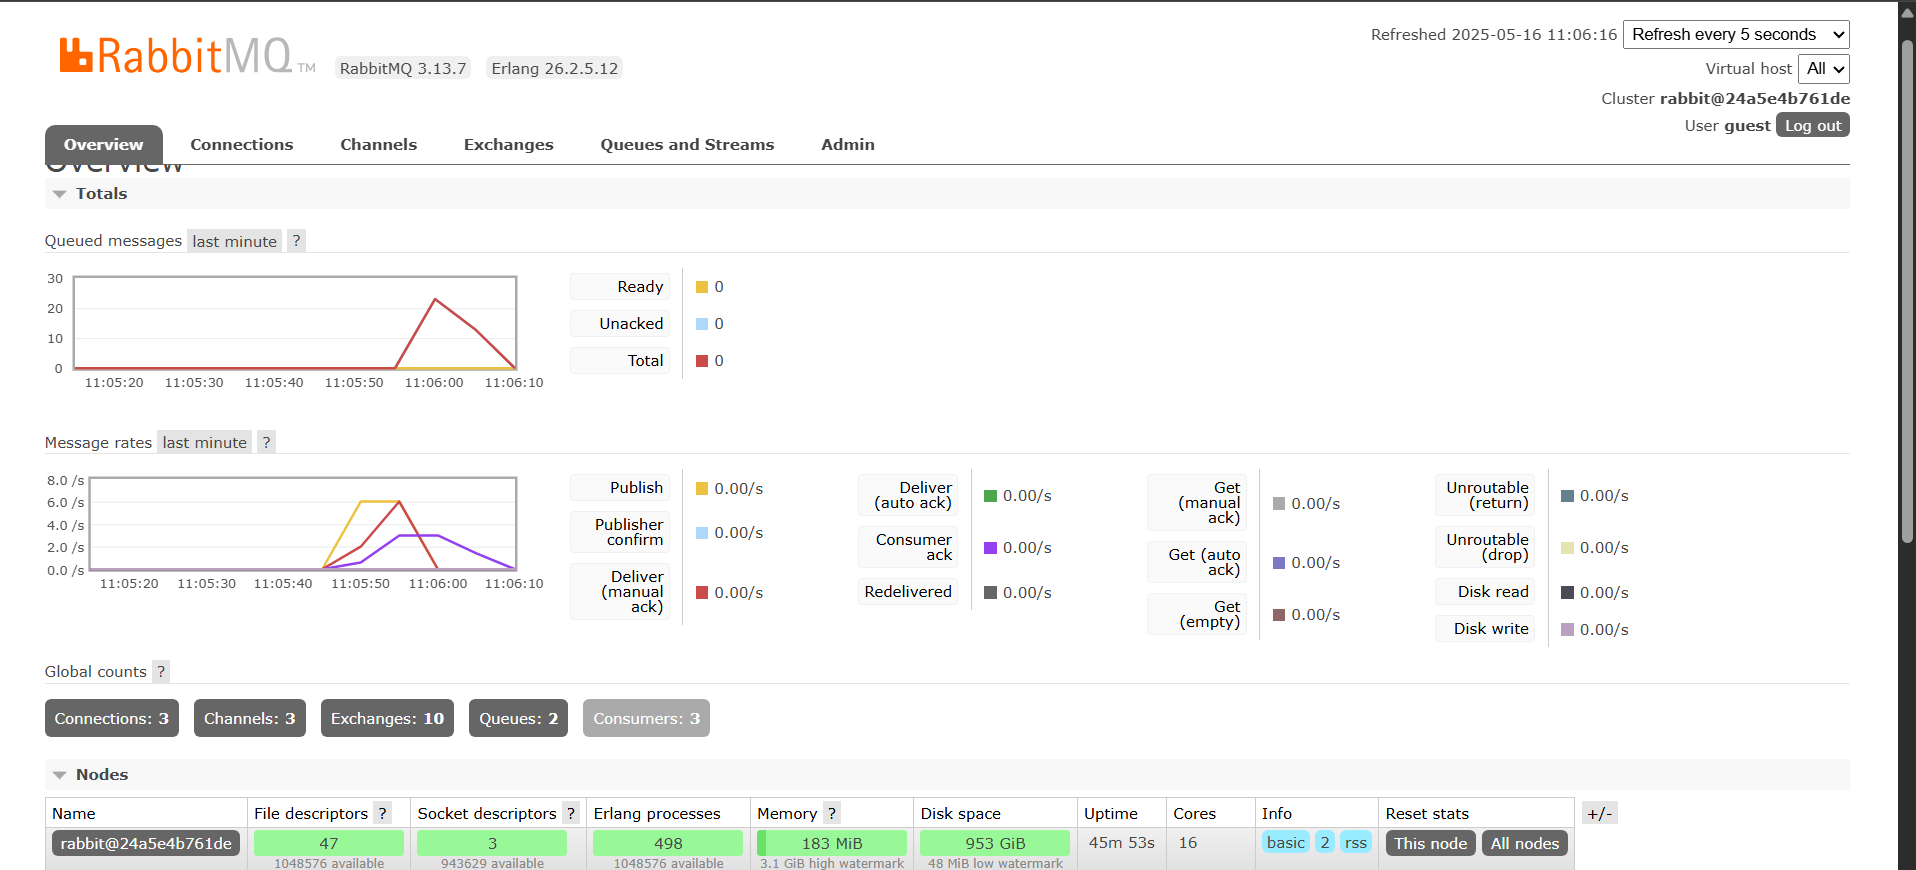 Refreshed 2025-05-16 11:06:16 Refresh every 5 seconds
RabbitMQ TM RabbitMQ 3.13.7 Erlang 26.2.5.12
Virtual host All
Cluster rabbit@24a5e4b761de
User guest Log out
Overview Connections Channels Exchanges Queues and Streams Admin
Overview
Totals
Queued messages last minute ?
30
20
10
0
11:05:20 11:05:30 11:05:40 11:05:50 11:06:00 11:06:10
Ready 0
Unacked 0
Total 0
Message rates last minute ?
8.0 /s
6.0 /s
4.0 /s
2.0 /s
0.0 /s
11:05:20 11:05:30 11:05:40 11:05:50 11:06:00 11:06:10
Publish 0.00/s
Publisher
confirm 0.00/s
Deliver
(manual
ack) 0.00/s
Deliver
(auto ack) 0.00/s
Consumer
ack 0.00/s
Redelivered 0.00/s
Get
(manual
ack) 0.00/s
Get (auto
ack) 0.00/s
Get
(empty) 0.00/s
Unroutable
(return) 0.00/s
Unroutable
(drop) 0.00/s
Disk read 0.00/s
Disk write 0.00/s
Global counts ?
Connections: 3 Channels: 3 Exchanges: 10 Queues: 2 Consumers: 3
Nodes
Name File descriptors ? Socket descriptors ? Erlang processes Memory ? Disk space Uptime Cores Info Reset stats +/-
rabbit@24a5e4b761de 47 3 498 183 MiB 953 GiB 45m 53s 16 basic 2 rss This node All nodes
1048576 available 943629 available 1048576 available 3.1 GiB high watermark 48 MiB low watermark